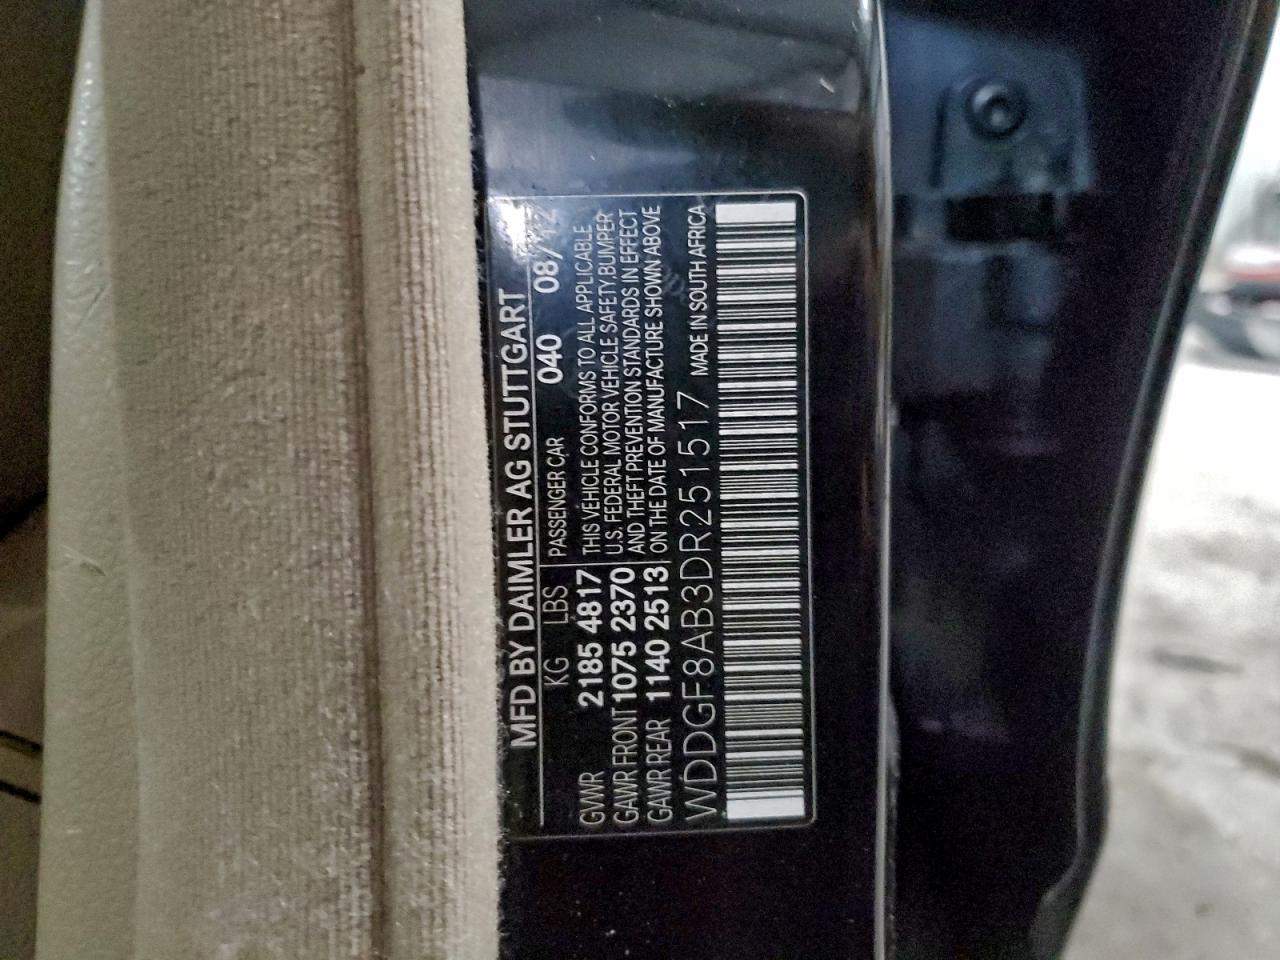 MFD BY DAIMLER AG STUTTGART
KG LBS PASSENGER CAR 040 08/12
GVWR 2185 4817 THIS VEHICLE CONFORMS TO ALL APPLICABLE
GAWR FRONT 1075 2370 U.S. FEDERAL MOTOR VEHICLE SAFETY, BUMPER
GAWR REAR 1140 2513 AND THEFT PREVENTION STANDARDS IN EFFECT
ON THE DATE OF MANUFACTURE SHOWN ABOVE
WDDGF8AB3DR251517 MADE IN SOUTH AFRICA